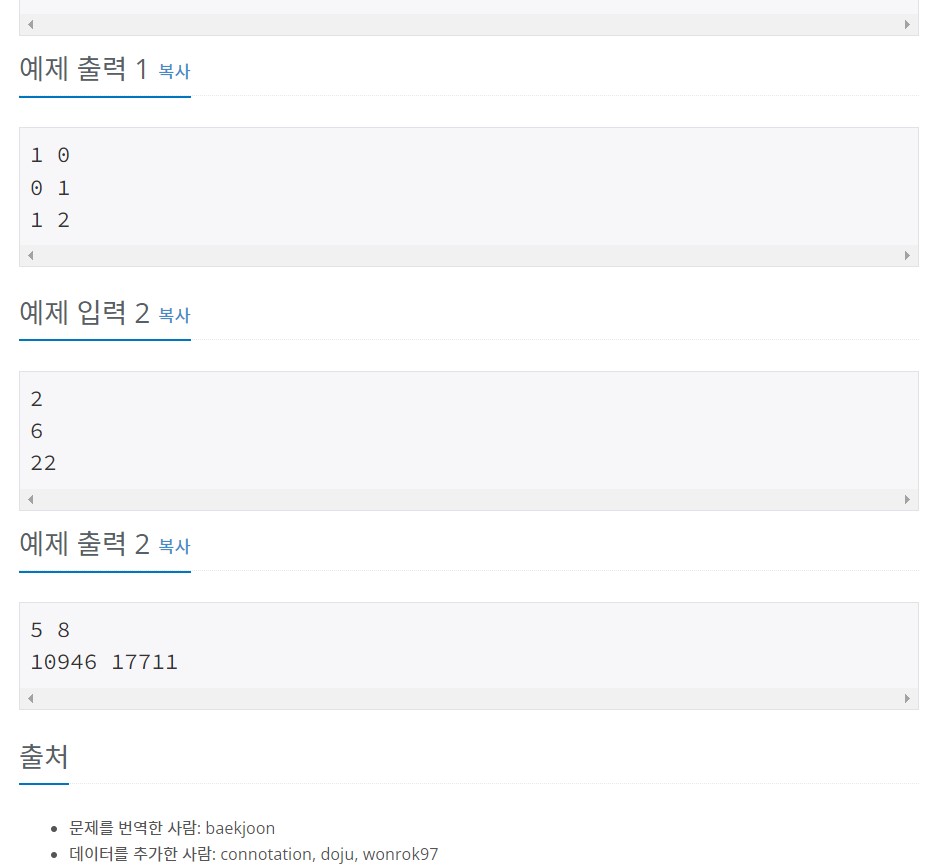 예제 출력 1 복사
1 0
0 1
1 2
예제 입력 2 복사
2
6
22
예제 출력 2 복사
5 8
10946 17711
출처
문제를 번역한 사람: baekjoon
데이터를 추가한 사람: connotation, doju, wonrok97